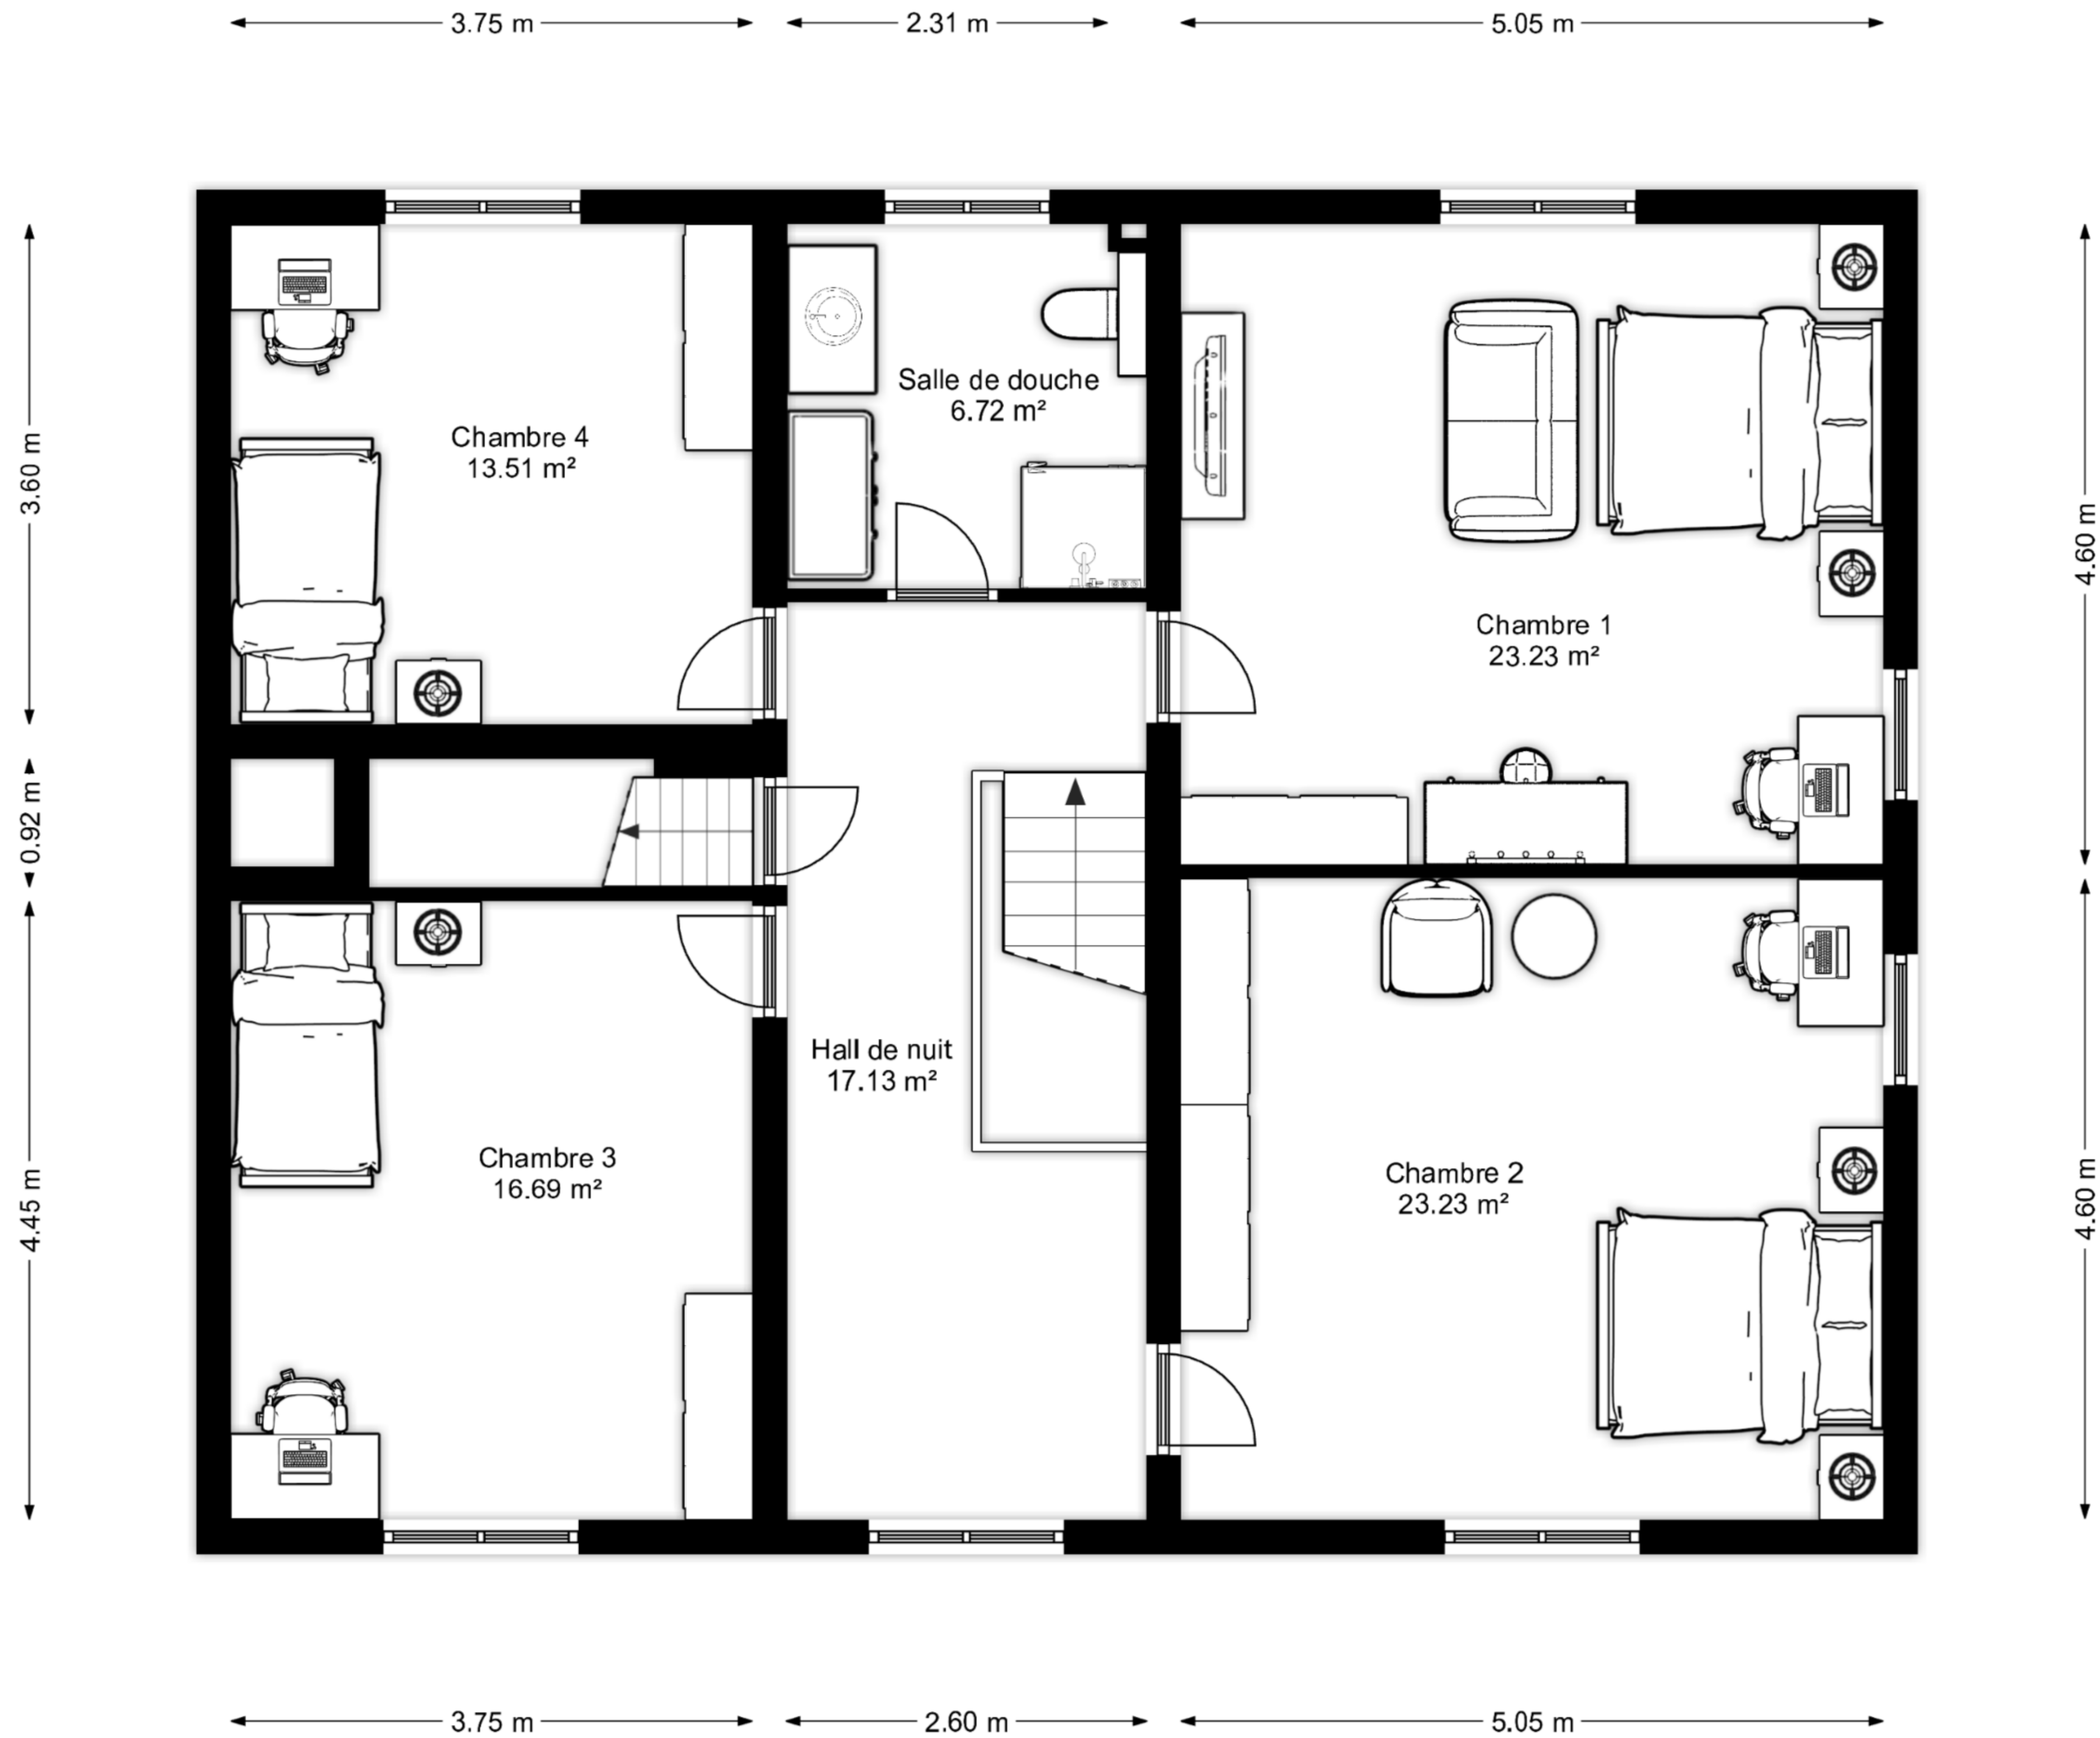 3.75 m
2.31 m
5.05 m
3.60 m
0.92 m
4.45 m
4.60 m
4.60 m
Chambre 4
13.51 m²
Salle de douche
6.72 m²
Chambre 1
23.23 m²
Hall de nuit
17.13 m²
Chambre 3
16.69 m²
Chambre 2
23.23 m²
3.75 m
2.60 m
5.05 m